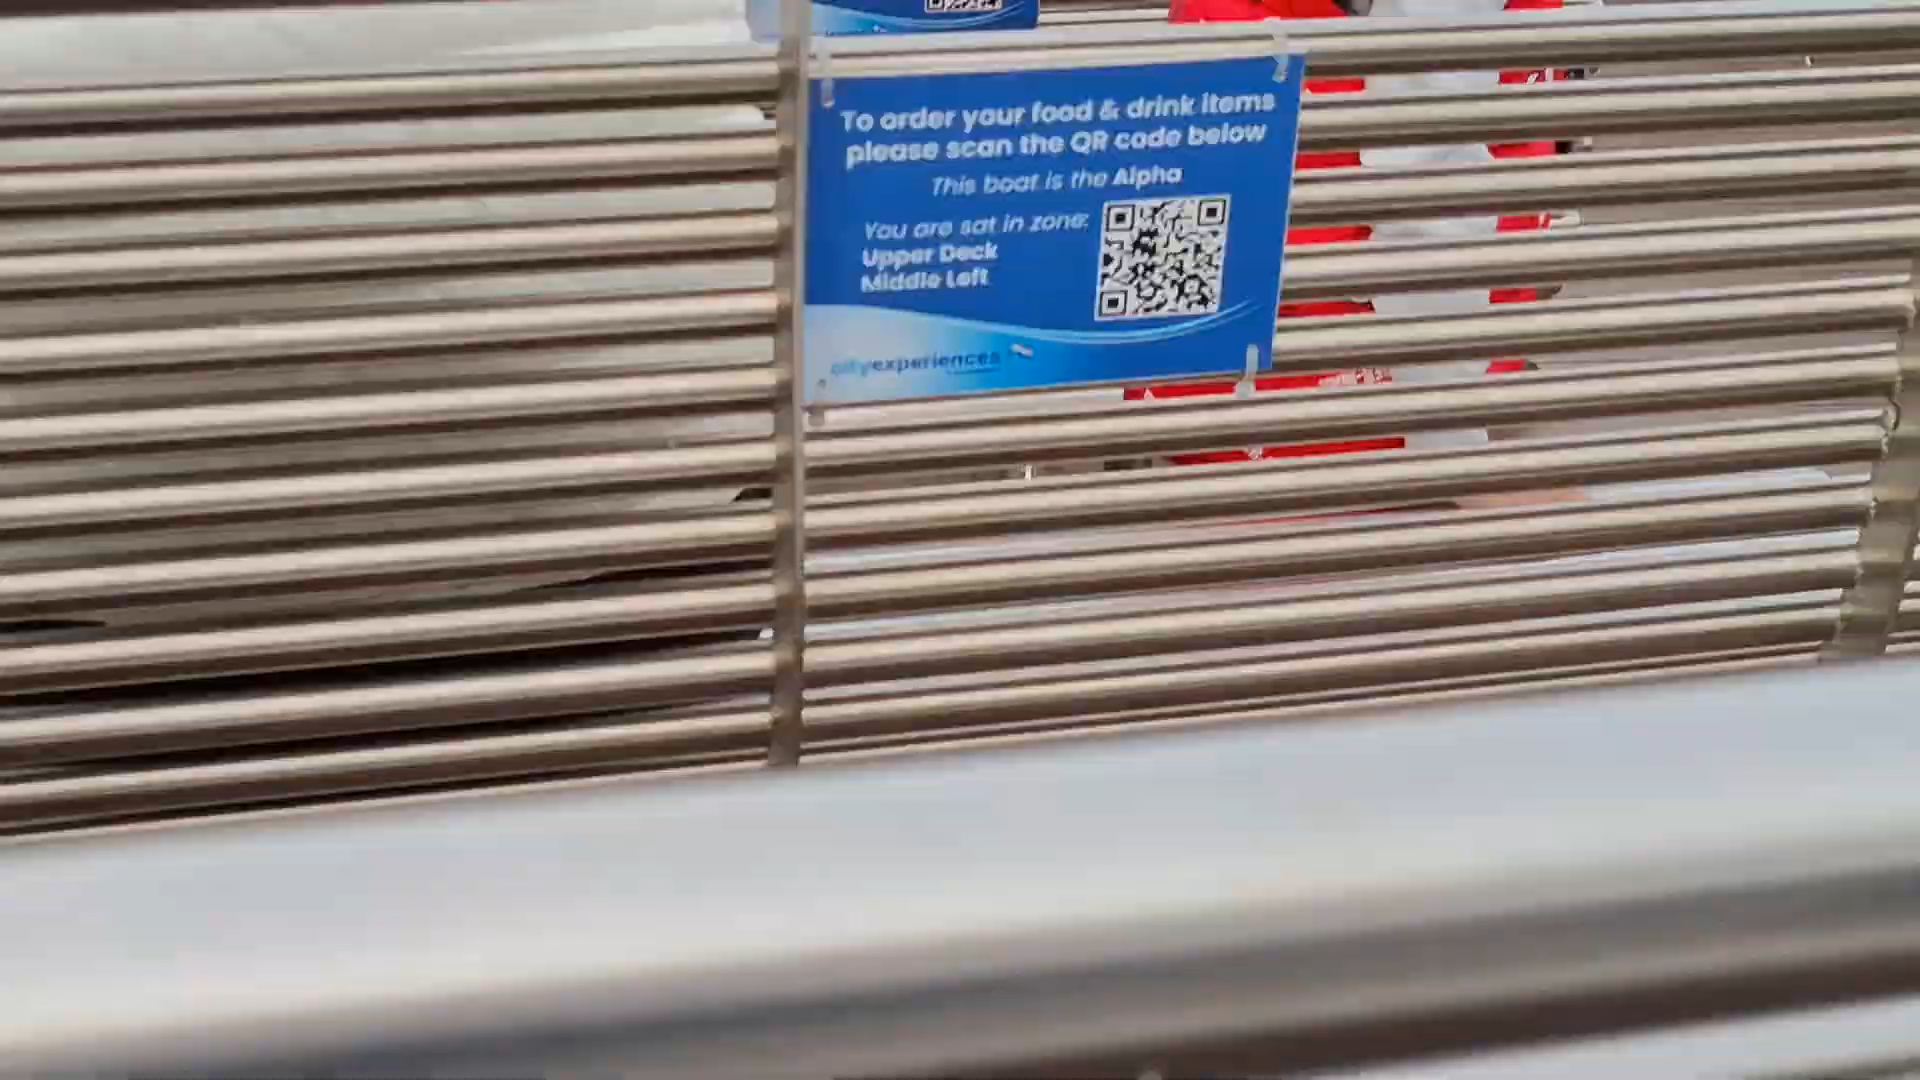 To order your food & drink items
please scan the QR code below
This boat is the Alpha
You are sat in zone:
Upper Deck
Middle Left
cityexperiences